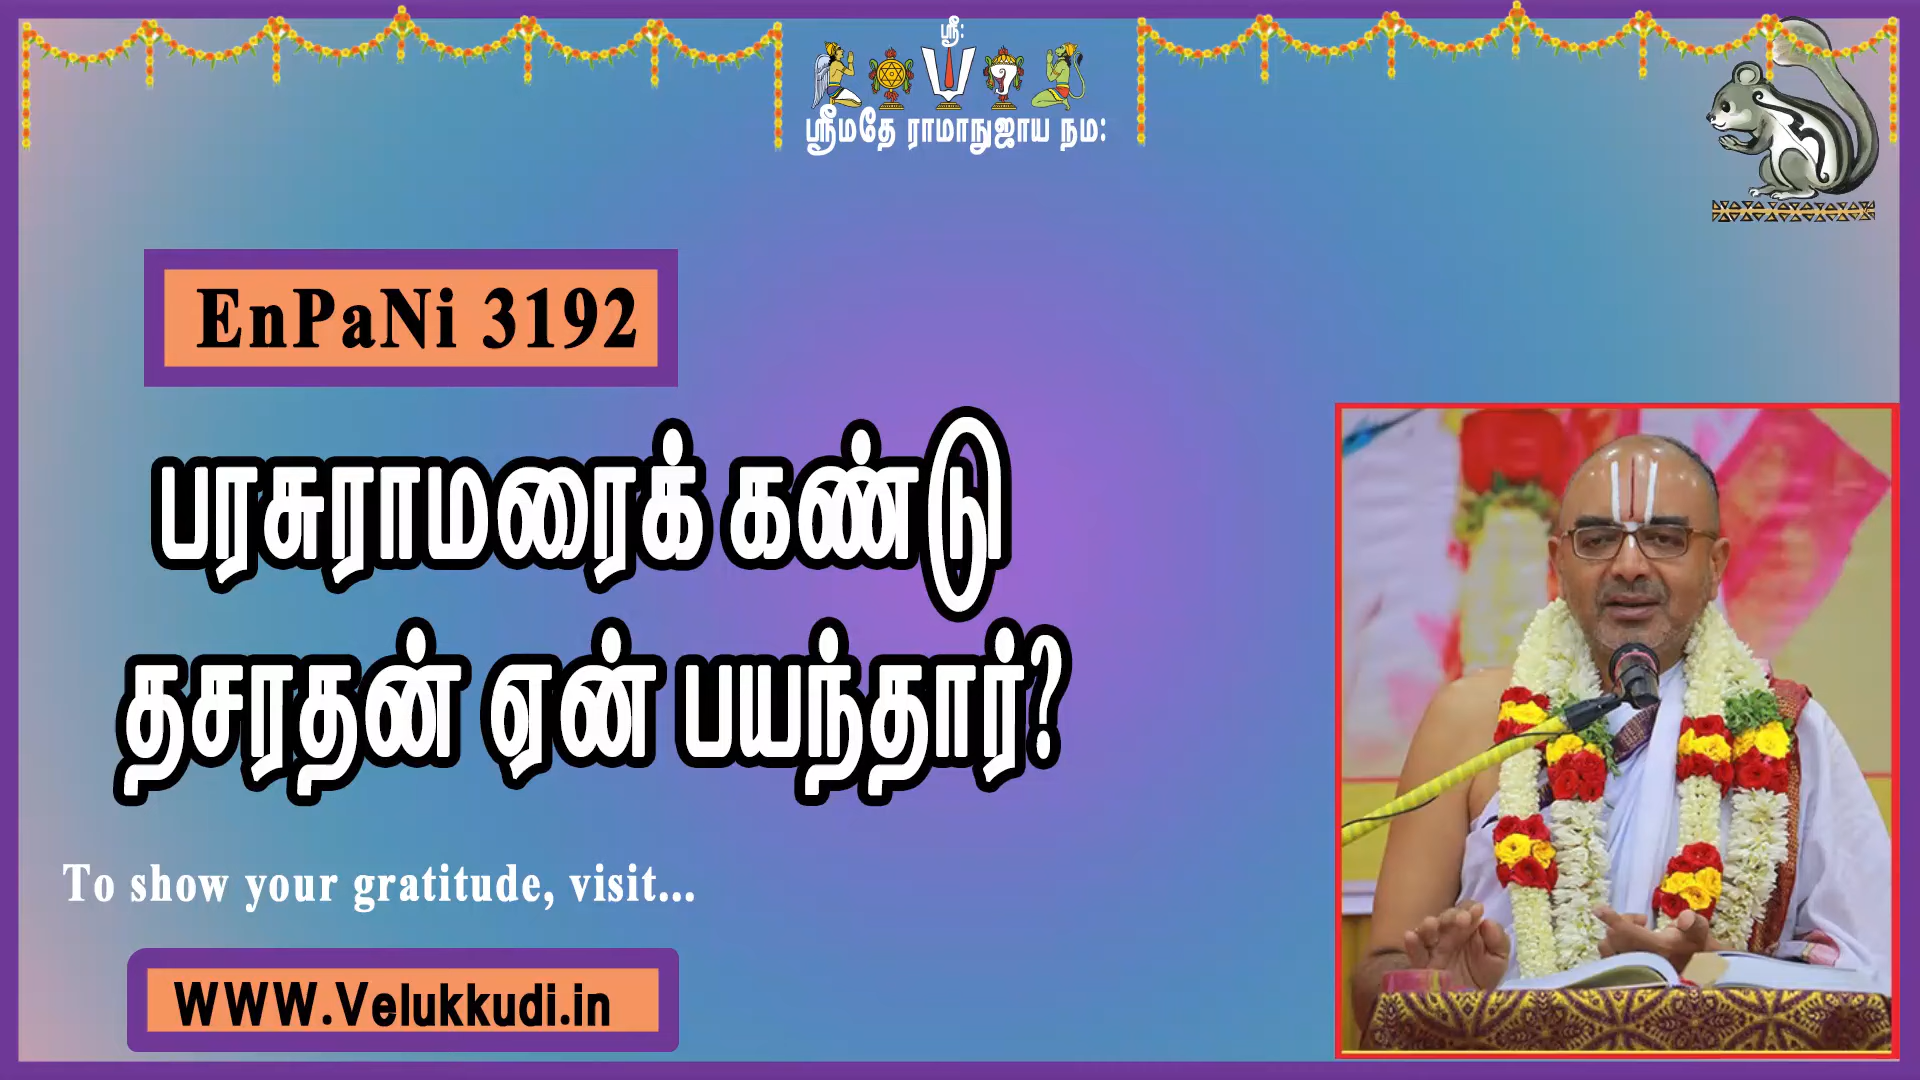 ஸ்ரீ:
ஸ்ரீமதே ராமாநுஜாய நம:
EnPaNi 3192
பரசுராமரைக் கண்டு
தசரதன் ஏன் பயந்தார்?
To show your gratitude, visit...
WWW.Velukkudi.in